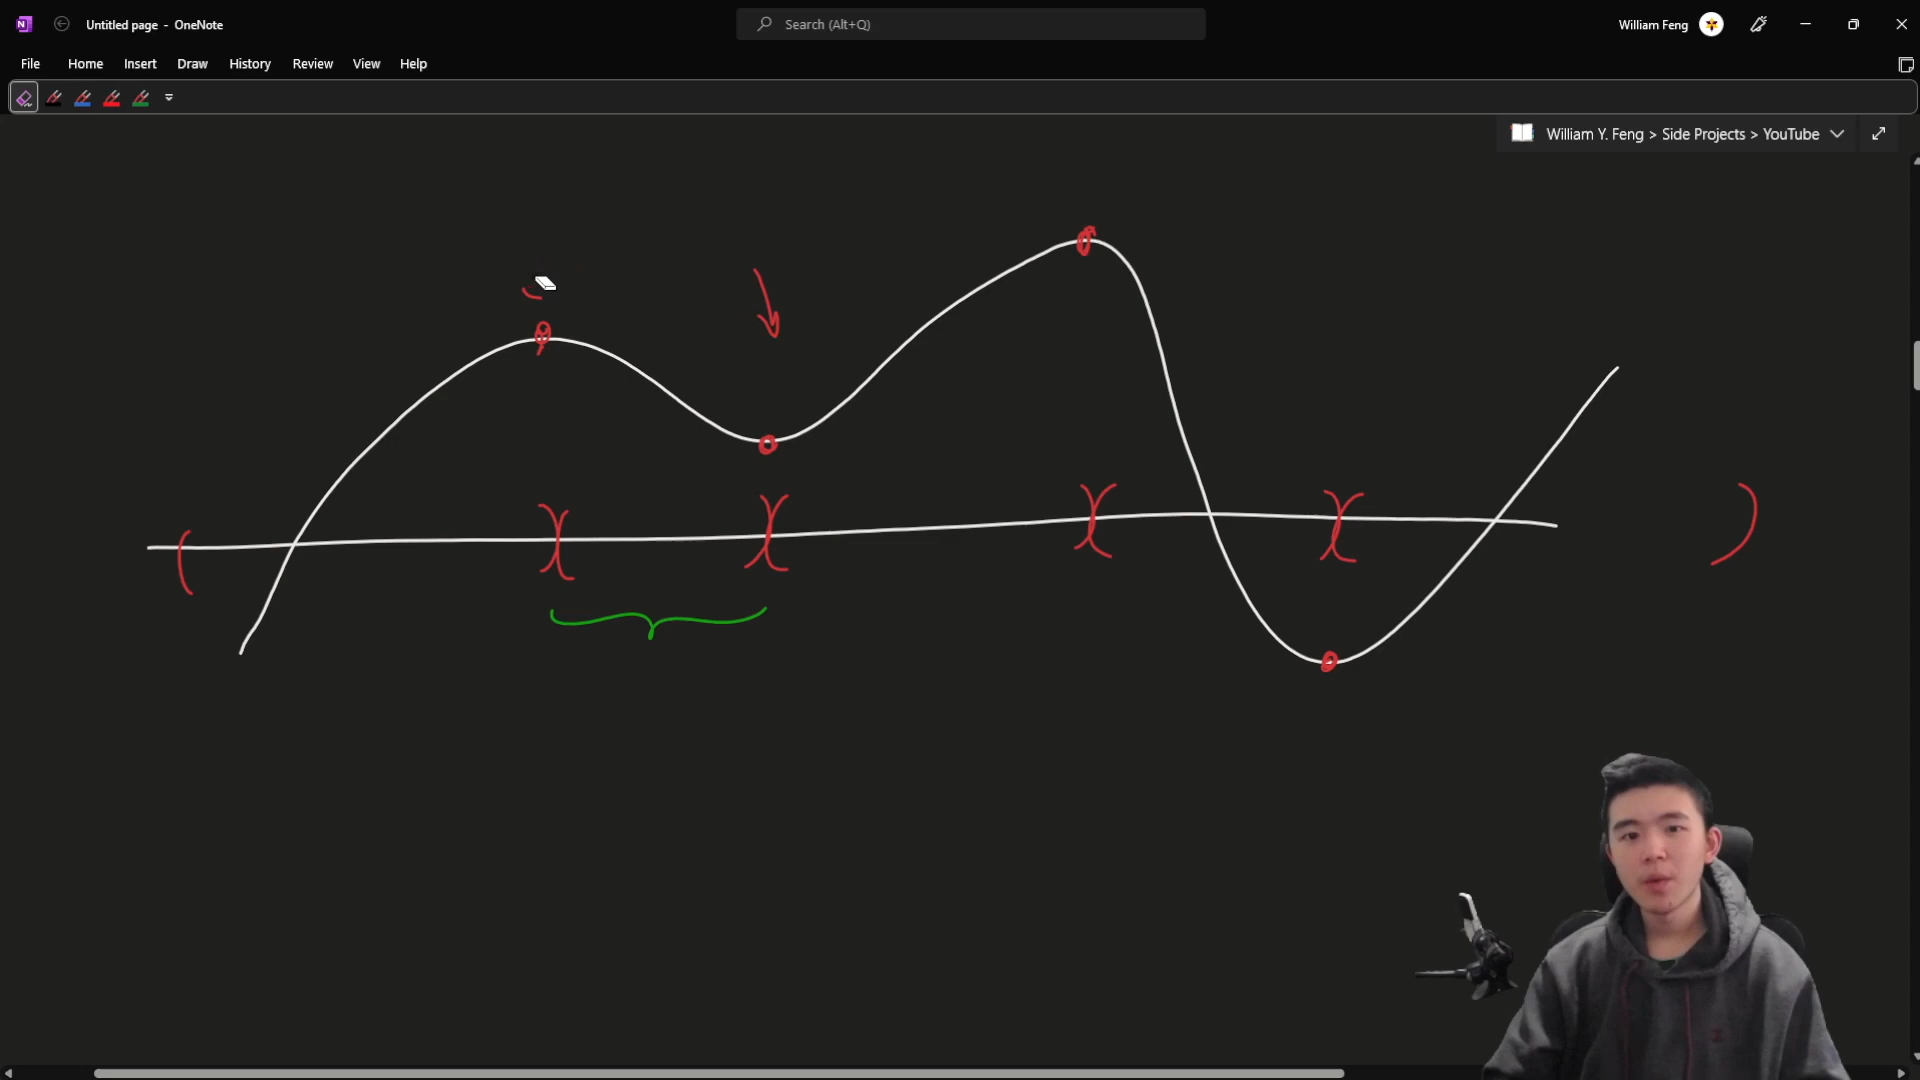 Untitled page - OneNote
Search (Alt+Q)
William Feng
File Home Insert Draw History Review View Help
William Y. Feng > Side Projects > YouTube